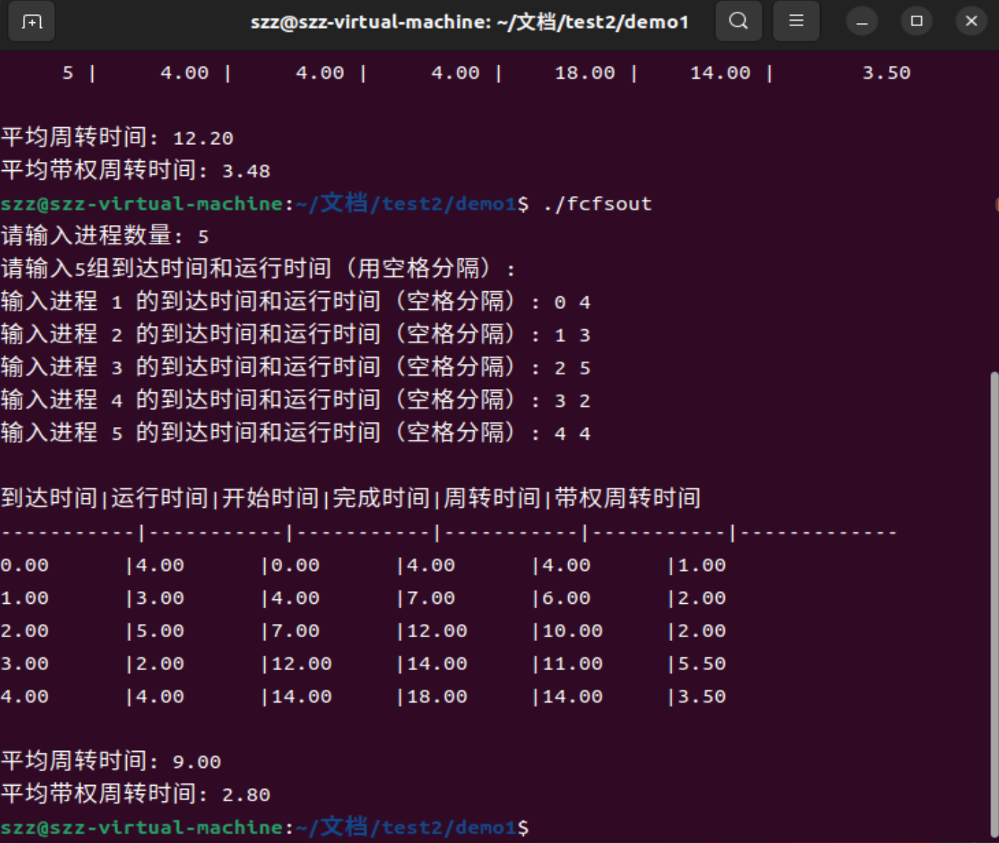 szz@szz-virtual-machine: ~/文档/test2/demo1
5 | 4.00 | 4.00 | 4.00 | 18.00 | 14.00 | 3.50
平均周转时间: 12.20
平均带权周转时间: 3.48
szz@szz-virtual-machine:~/文档/test2/demo1$ ./fcfsout
请输入进程数量: 5
请输入5组到达时间和运行时间（用空格分隔）:
输入进程 1 的到达时间和运行时间（空格分隔）: 0 4
输入进程 2 的到达时间和运行时间（空格分隔）: 1 3
输入进程 3 的到达时间和运行时间（空格分隔）: 2 5
输入进程 4 的到达时间和运行时间（空格分隔）: 3 2
输入进程 5 的到达时间和运行时间（空格分隔）: 4 4
到达时间|运行时间|开始时间|完成时间|周转时间|带权周转时间
-----------|-----------|-----------|-----------|-----------|-------------
0.00 |4.00 |0.00 |4.00 |4.00 |1.00
1.00 |3.00 |4.00 |7.00 |6.00 |2.00
2.00 |5.00 |7.00 |12.00 |10.00 |2.00
3.00 |2.00 |12.00 |14.00 |11.00 |5.50
4.00 |4.00 |14.00 |18.00 |14.00 |3.50
平均周转时间: 9.00
平均带权周转时间: 2.80
szz@szz-virtual-machine:~/文档/test2/demo1$